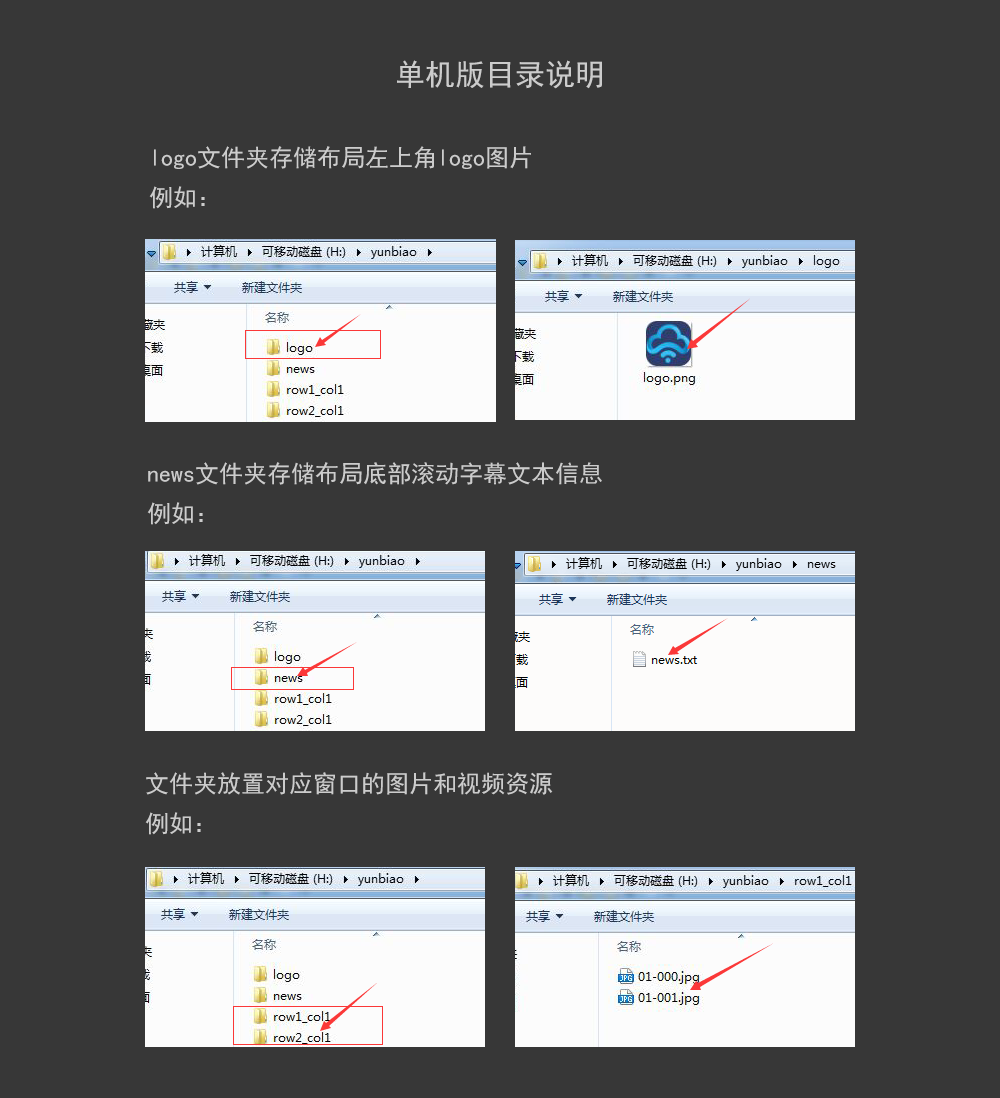 单机版目录说明
logo文件夹存储布局左上角logo图片
例如：
计算机 可移动磁盘 (H:) yunbiao
共享 新建文件夹
名称
藏夹
下载
桌面
logo
news
row1_col1
row2_col1
计算机 可移动磁盘 (H:) yunbiao logo
共享 新建文件夹
藏夹
下载
桌面
logo.png
news文件夹存储布局底部滚动字幕文本信息
例如：
计算机 可移动磁盘 (H:) yunbiao
共享 新建文件夹
名称
夹
载
面
logo
news
row1_col1
row2_col1
计算机 可移动磁盘 (H:) yunbiao news
共享 新建文件夹
名称
藏夹
下载
桌面
news.txt
文件夹放置对应窗口的图片和视频资源
例如：
计算机 可移动磁盘 (H:) yunbiao
共享 新建文件夹
名称
夹
载
面
logo
news
row1_col1
row2_col1
计算机 可移动磁盘 (H:) yunbiao row1_col1
共享 新建文件夹
名称
JPG 01-000.jpg
JPG 01-001.jpg